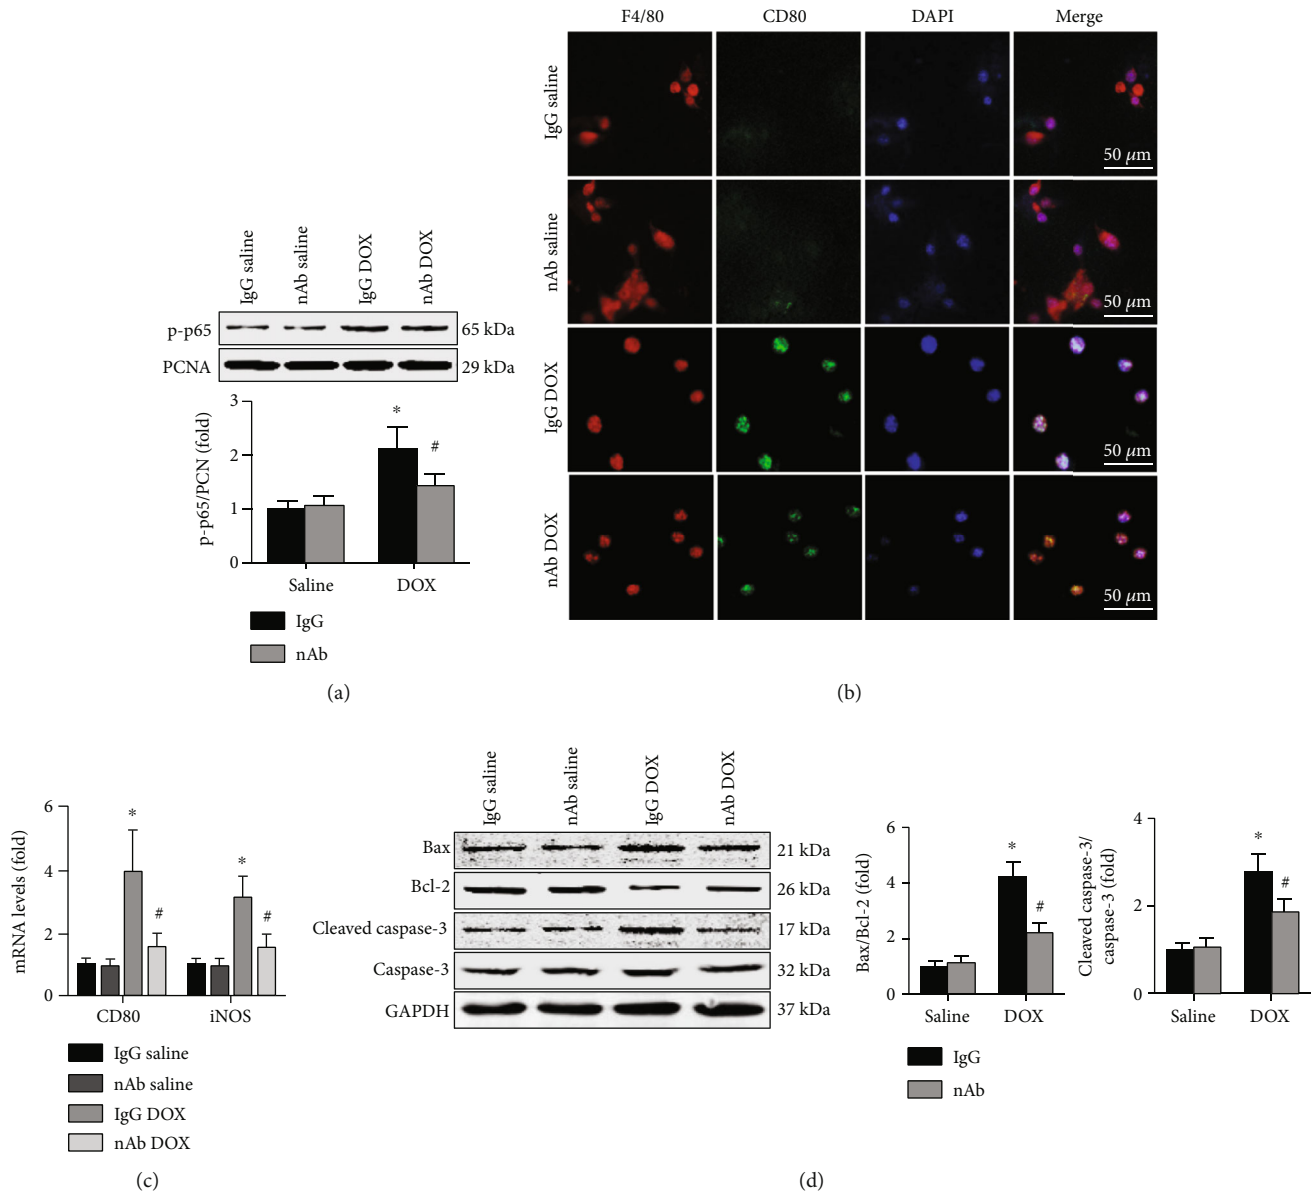 IgG saline
nAb saline
IgG DOX
nAb DOX
p-p65
65 kDa
PCNA
29 kDa
p-p65/PCN (fold)
3
2
1
0
*
#
Saline
DOX
IgG
nAb
(a)
F4/80
CD80
DAPI
Merge
IgG saline
50 μm
nAb saline
50 μm
IgG DOX
50 μm
nAb DOX
50 μm
(b)
mRNA levels (fold)
6
4
2
0
*
#
*
#
CD80
iNOS
IgG saline
nAb saline
IgG DOX
nAb DOX
(c)
IgG saline
nAb saline
IgG DOX
nAb DOX
Bax
21 kDa
Bcl-2
26 kDa
Cleaved caspase-3
17 kDa
Caspase-3
32 kDa
GAPDH
37 kDa
Bax/Bcl-2 (fold)
6
4
2
0
*
#
Saline
DOX
IgG
nAb
Cleaved caspase-3/
caspase-3 (fold)
4
2
0
*
#
Saline
DOX
(d)